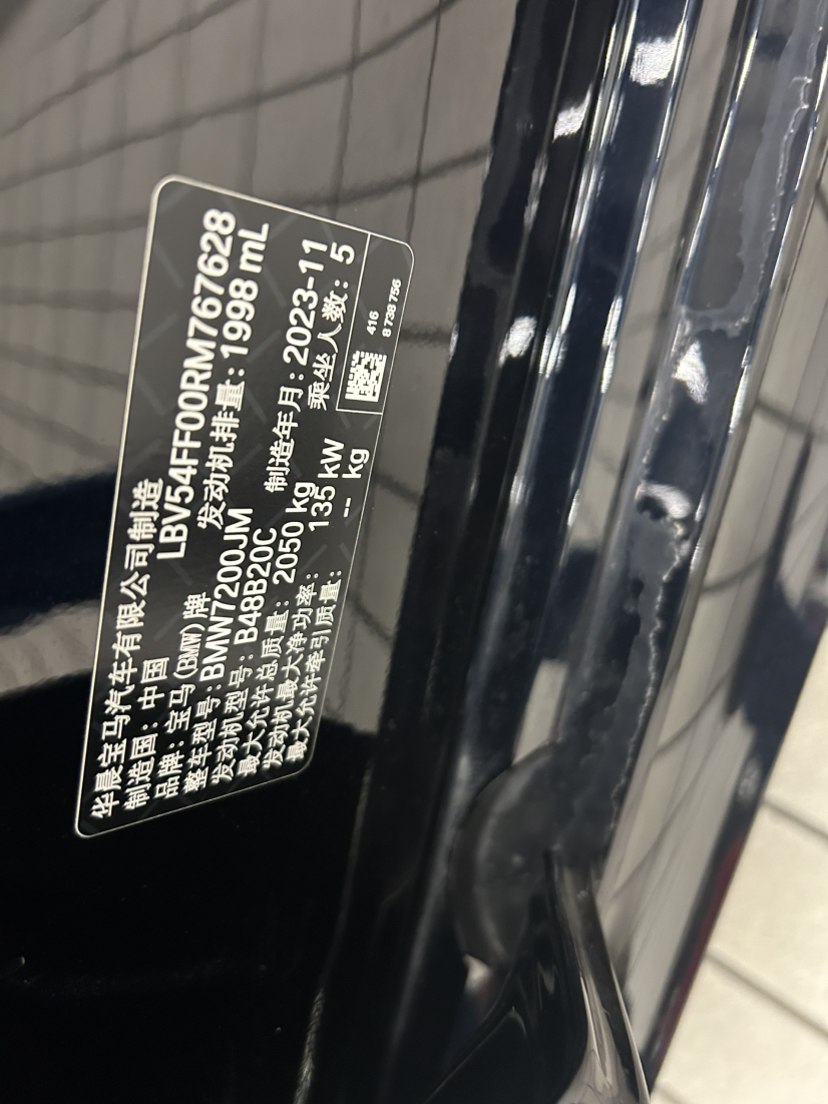 华晨宝马汽车有限公司制造
制造国：中国 LBV54FF00RM767628
品牌：宝马(BMW)牌 发动机排量：1998 mL
整车型号：BMW7200JM
发动机型号：B48B20C 制造年月：2023-11
最大允许总质量：2050 kg 乘坐人数：5
发动机最大净功率：135 kW
最大允许牵引质量：-- kg
416
8 738 756